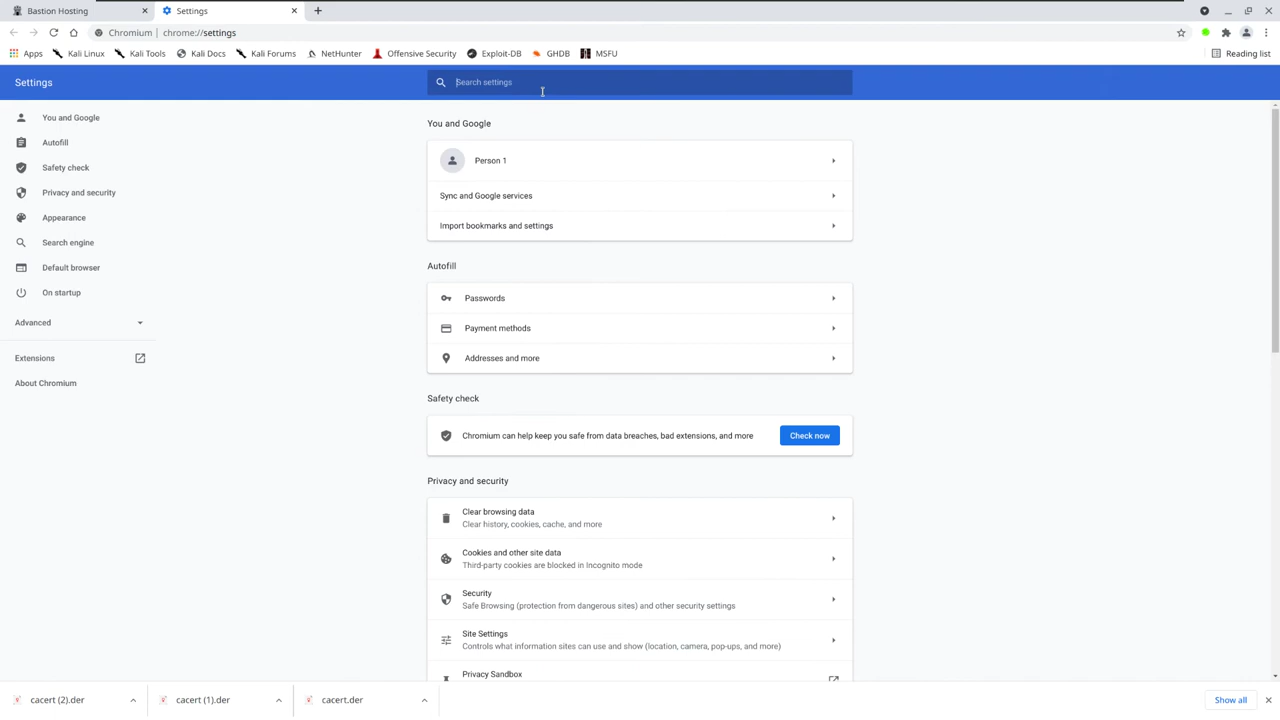 Bastion Hosting
Settings
Chromium | chrome://settings
Apps
Kali Linux
Kali Tools
Kali Docs
Kali Forums
NetHunter
Offensive Security
Exploit-DB
GHDB
MSFU
Reading list
Settings
Search settings
You and Google
Autofill
Safety check
Privacy and security
Appearance
Search engine
Default browser
On startup
Advanced
Extensions
About Chromium
You and Google
Person 1
Sync and Google services
Import bookmarks and settings
Autofill
Passwords
Payment methods
Addresses and more
Safety check
Chromium can help keep you safe from data breaches, bad extensions, and more
Check now
Privacy and security
Clear browsing data
Clear history, cookies, cache, and more
Cookies and other site data
Third-party cookies are blocked in Incognito mode
Security
Safe Browsing (protection from dangerous sites) and other security settings
Site Settings
Controls what information sites can use and show (location, camera, pop-ups, and more)
Privacy Sandbox
cacert (2).der
cacert (1).der
cacert.der
Show all